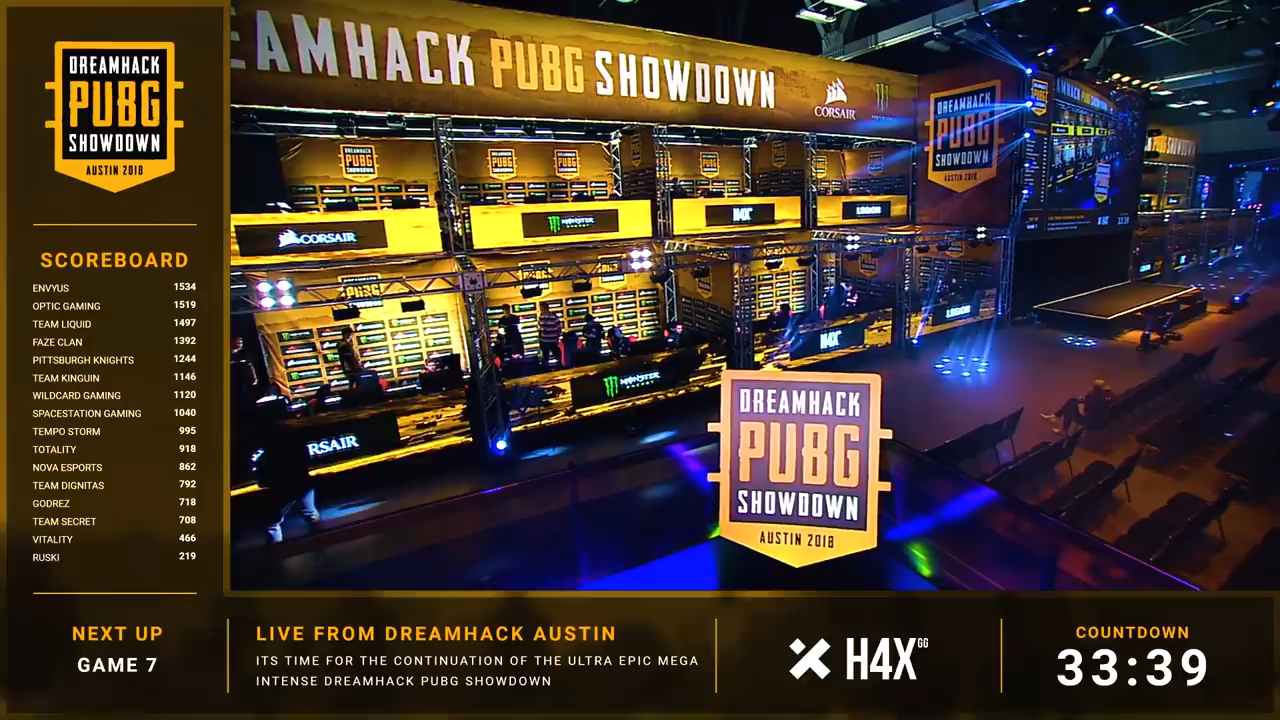 DREAMHACK
PUBG
SHOWDOWN
AUSTIN 2018
SCOREBOARD
ENVYUS 1534
OPTIC GAMING 1519
TEAM LIQUID 1497
FAZE CLAN 1392
PITTSBURGH KNIGHTS 1244
TEAM KINGUIN 1146
WILDCARD GAMING 1120
SPACESTATION GAMING 1040
TEMPO STORM 995
TOTALITY 918
NOVA ESPORTS 862
TEAM DIGNITAS 792
GODREZ 718
TEAM SECRET 708
VITALITY 466
RUSKI 219
EAMHACK PUBG SHOWDOWN
CORSAIR
DREAMHACK
PUBG
SHOWDOWN
AUSTIN 2018
CORSAIR
MONSTER
H4X
LEGION
RSAIR
MONSTER
H4X
LEGION
DREAMHACK
PUBG
SHOWDOWN
AUSTIN 2018
NEXT UP
GAME 7
LIVE FROM DREAMHACK AUSTIN
ITS TIME FOR THE CONTINUATION OF THE ULTRA EPIC MEGA
INTENSE DREAMHACK PUBG SHOWDOWN
H4X GG
COUNTDOWN
33:39